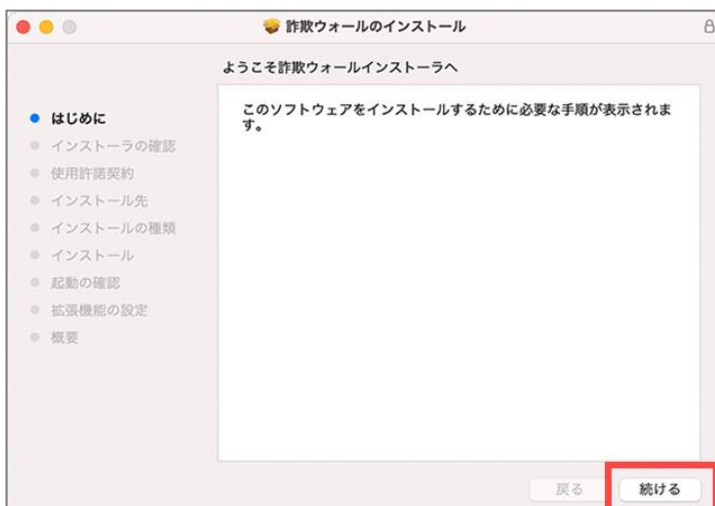 詐欺ウォールのインストール
ようこそ詐欺ウォールインストーラへ
はじめに
インストーラの確認
使用許諾契約
インストール先
インストールの種類
インストール
起動の確認
拡張機能の設定
概要
このソフトウェアをインストールするために必要な手順が表示されま
す。
戻る
続ける